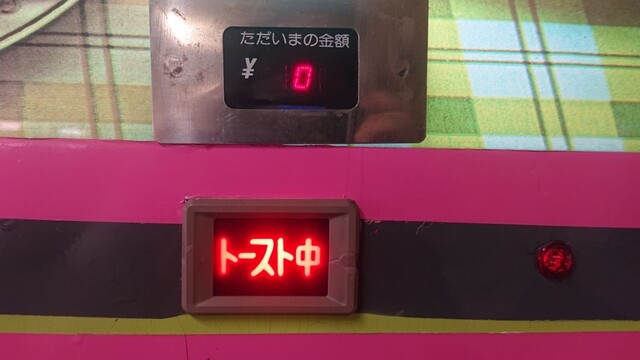 ただいまの金額
¥ 0
トースト中